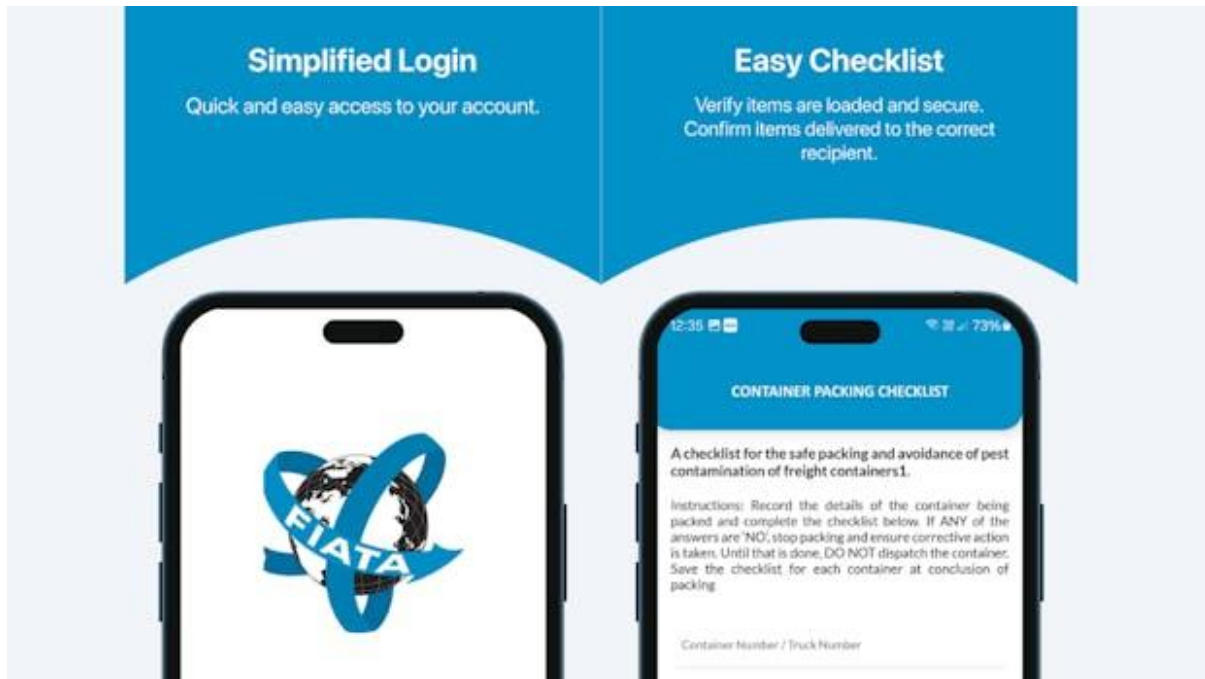 Simplified Login
Quick and easy access to your account.
Easy Checklist
Verify items are loaded and secure.
Confirm items delivered to the correct
recipient.
FIATA
12:35
73%
CONTAINER PACKING CHECKLIST
A checklist for the safe packing and avoidance of pest
contamination of freight containers1.
Instructions: Record the details of the container being
packed and complete the checklist below. If ANY of the
answers are 'NO', stop packing and ensure corrective action
is taken. Until that is done, DO NOT dispatch the container.
Save the checklist for each container at conclusion of
packing
Container Number / Truck Number